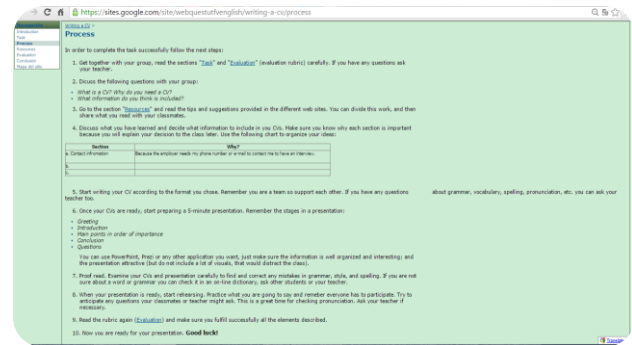 https://sites.google.com/site/webquestutfvenglish/writing-a-cv/process
Introduction
Task
Process
Resources
Evaluation
Conclusion
Mapa del sitio
Writing a CV >
Process
In order to complete the task successfully follow the next steps:
1. Get together with your group, read the sections "Task" and "Evaluation" (evaluation rubric) carefully. If you have any questions ask
your teacher.
2. Dicuss the following questions with your group:
What is a CV? Why do you need a CV?
What information do you think is included?
3. Go to the section "Resources" and read the tips and suggestions provided in the different web sites. You can divide this work, and then
share what you read with your classmates.
4. Discuss what you have learned and decide what information to include in you CVs. Make sure you know why each section is important
because you will explain your decision to the class later. Use the following chart to organize your ideas:
Section Why?
a. Contact information Because the employer needs my phone number or e-mail to contact me to have an interview.
b.
c.
5. Start writing your CV according to the format you chose. Remember you are a team so support each other. If you have any questions about grammar, vocabulary, spelling, pronunciation, etc. you can ask your
teacher too.
6. Once your CVs are ready, start preparing a 5-minute presentation. Remember the stages in a presentation:
Greeting
Introduction
Main points in order of importance
Conclusion
Questions
You can use PowerPoint, Prezi or any other application you want, just make sure the information is well organized and interesting; and
the presentation attractive (but do not include a lot of visuals, that would distract the class).
7. Proof read. Examine your CVs and presentation carefully to find and correct any mistakes in grammar, style, and spelling. If you are not
sure about a word or grammar you can check it in an on-line dictionary, ask other students or your teacher.
8. When your presentation is ready, start rehearsing. Practice what you are going to say and remeber everyone has to participate. Try to
anticipate any questions your classmates or teacher might ask. This is a great time for checking pronunciation. Ask your teacher if
necessary.
9. Read the rubric again (Evaluation) and make sure you fulfill successfully all the elements described.
10. Now you are ready for your presentation. Good luck!